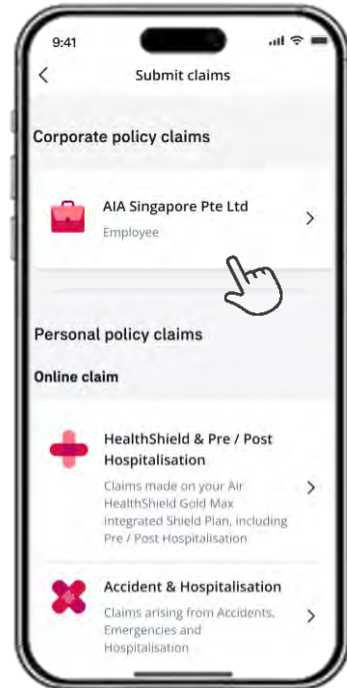 9:41
Submit claims
Corporate policy claims
AIA Singapore Pte Ltd
Employee
Personal policy claims
Online claim
HealthShield & Pre / Post
Hospitalisation
Claims made on your Air
HealthShield Gold Max
Integrated Shield Plan, including
Pre / Post Hospitalisation
Accident & Hospitalisation
Claims arising from Accidents,
Emergencies and
Hospitalisation